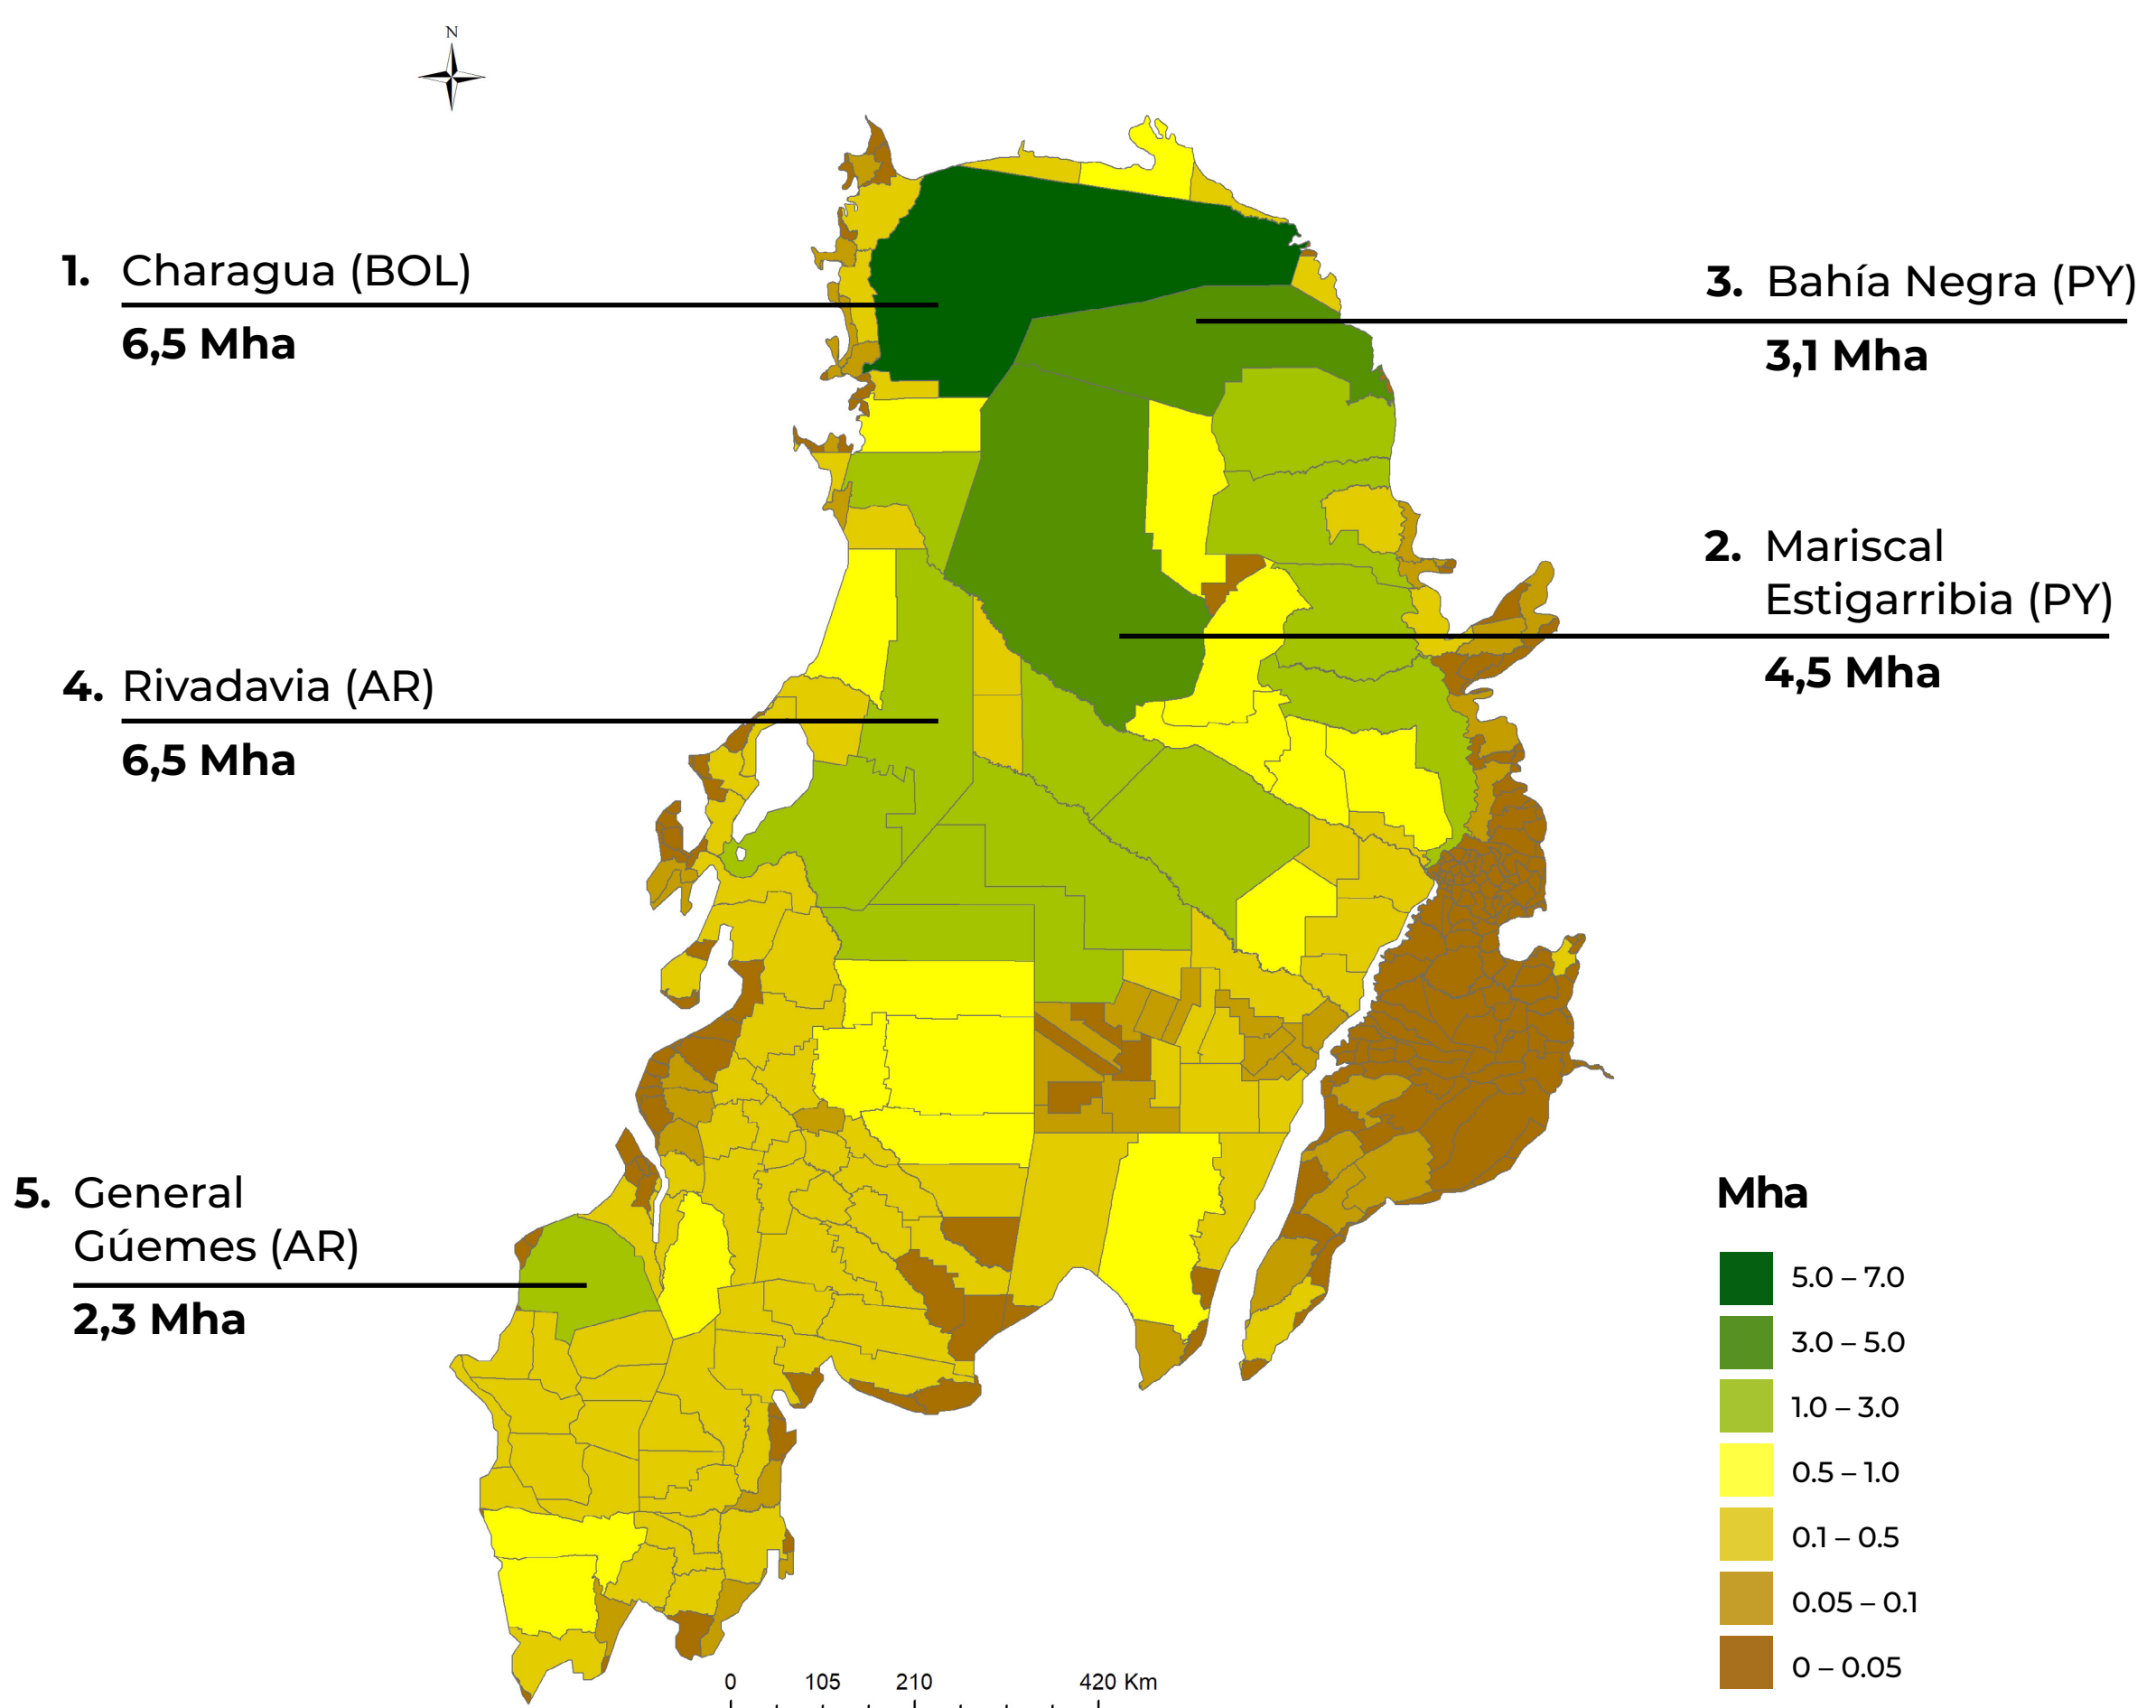 N
1. Charagua (BOL)
6,5 Mha
3. Bahía Negra (PY)
3,1 Mha
2. Mariscal
Estigarribia (PY)
4,5 Mha
4. Rivadavia (AR)
6,5 Mha
5. General
Gúemes (AR)
2,3 Mha
Mha
5.0 – 7.0
3.0 – 5.0
1.0 – 3.0
0.5 – 1.0
0.1 – 0.5
0.05 – 0.1
0 – 0.05
0 105 210 420 Km